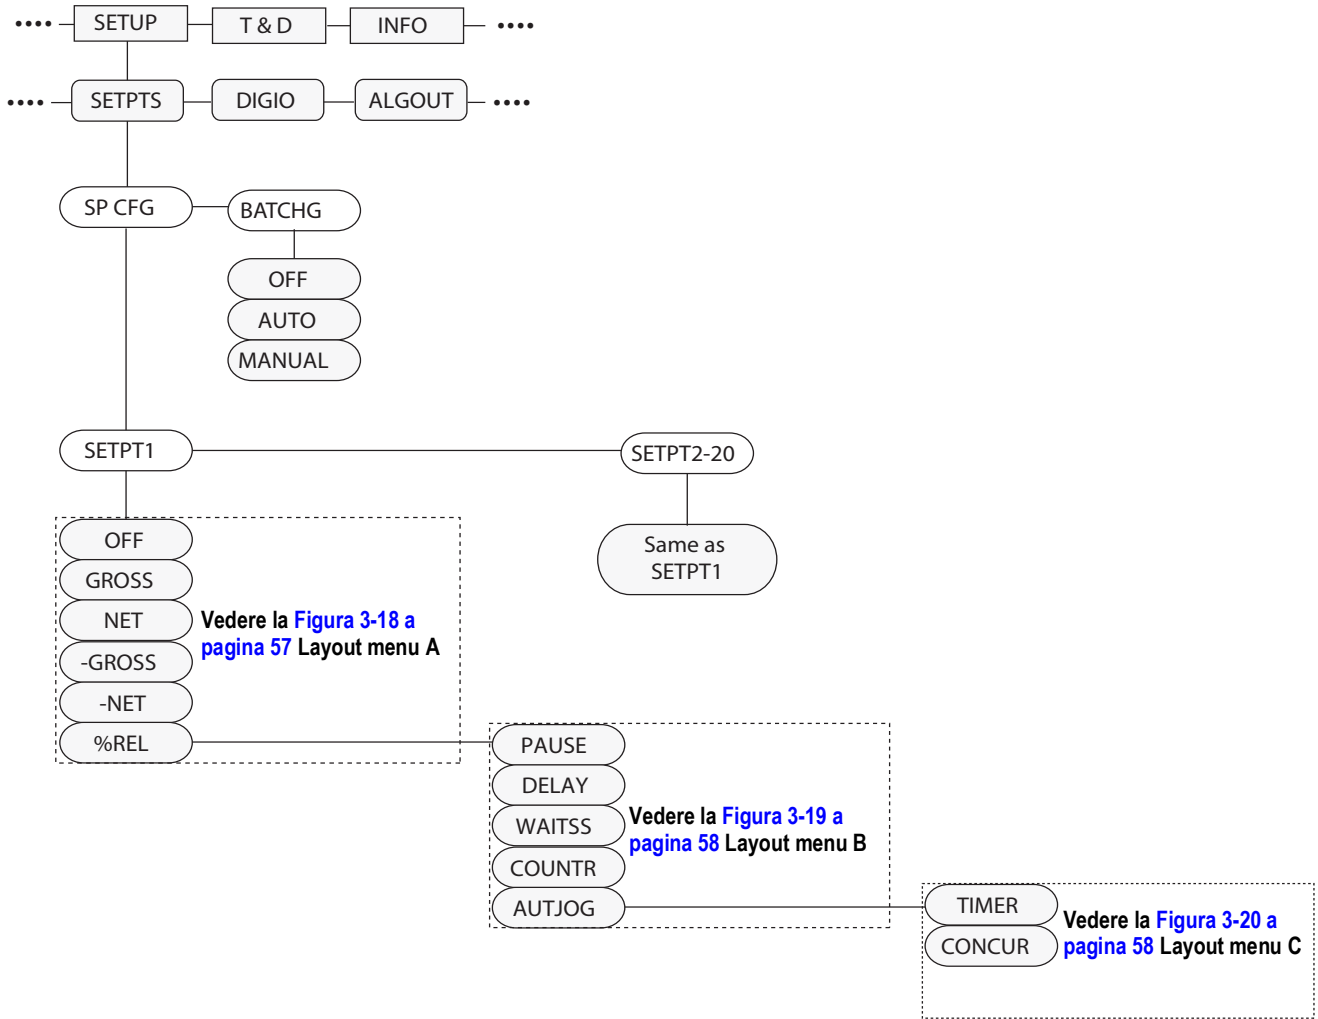 •••• SETUP T & D INFO ••••
•••• SETPTS DIGIO ALGOUT ••••
SP CFG BATCHG
OFF
AUTO
MANUAL
SETPT1 SETPT2-20
Same as
SETPT1
OFF
GROSS
NET
-GROSS
-NET
%REL
Vedere la Figura 3-18 a
pagina 57 Layout menu A
PAUSE
DELAY
WAITSS
COUNTR
AUTJOG
Vedere la Figura 3-19 a
pagina 58 Layout menu B
TIMER
CONCUR
Vedere la Figura 3-20 a
pagina 58 Layout menu C